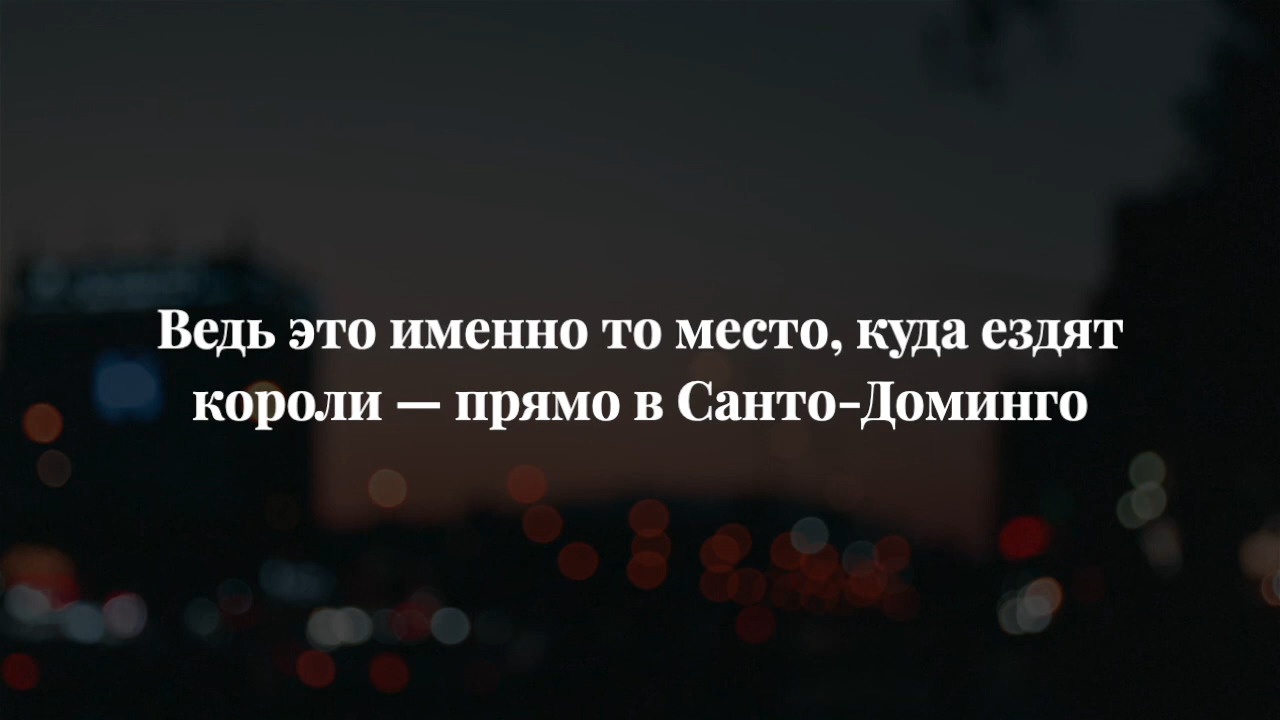 Ведь это именно то место, куда ездят
короли — прямо в Санто-Доминго